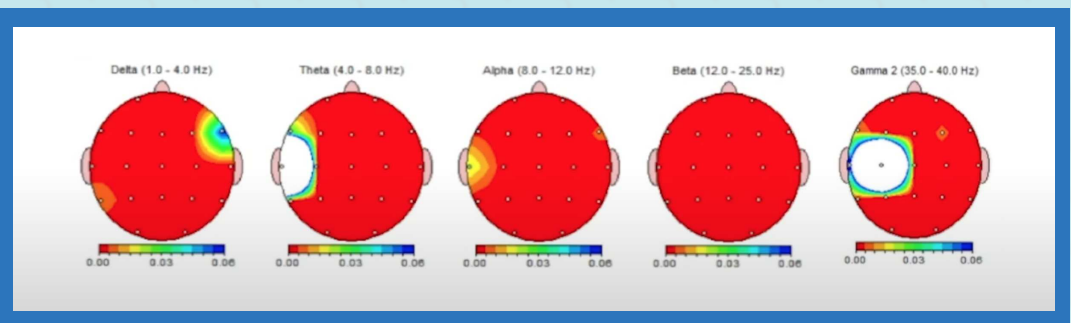 Delta (1.0 - 4.0 Hz)
Theta (4.0 - 8.0 Hz)
Alpha (8.0 - 12.0 Hz)
Beta (12.0 - 25.0 Hz)
Gamma 2 (35.0 - 40.0 Hz)
0.00 0.03 0.06
0.00 0.03 0.06
0.00 0.03 0.06
0.00 0.03 0.06
0.00 0.03 0.06